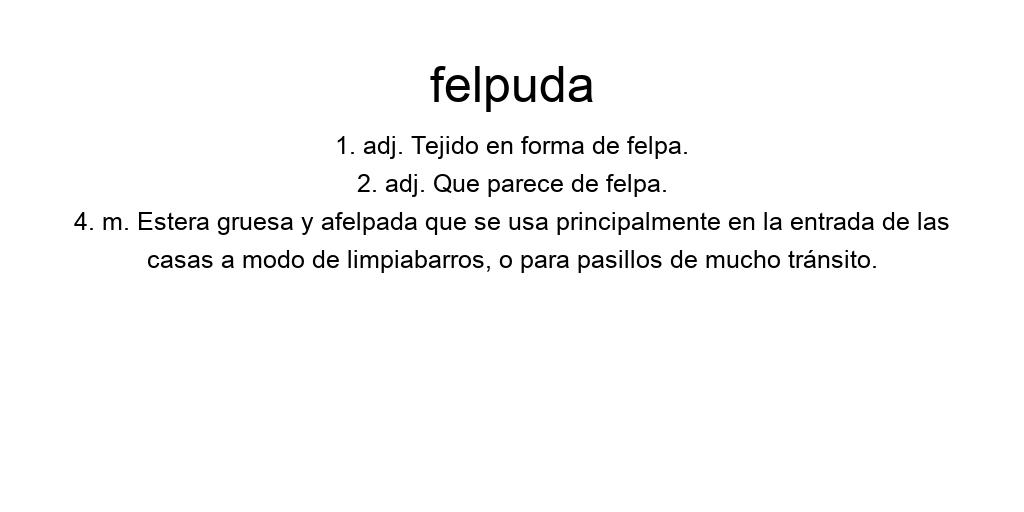 felpuda
1. adj. Tejido en forma de felpa.
2. adj. Que parece de felpa.
4. m. Estera gruesa y afelpada que se usa principalmente en la entrada de las
casas a modo de limpiabarros, o para pasillos de mucho tránsito.